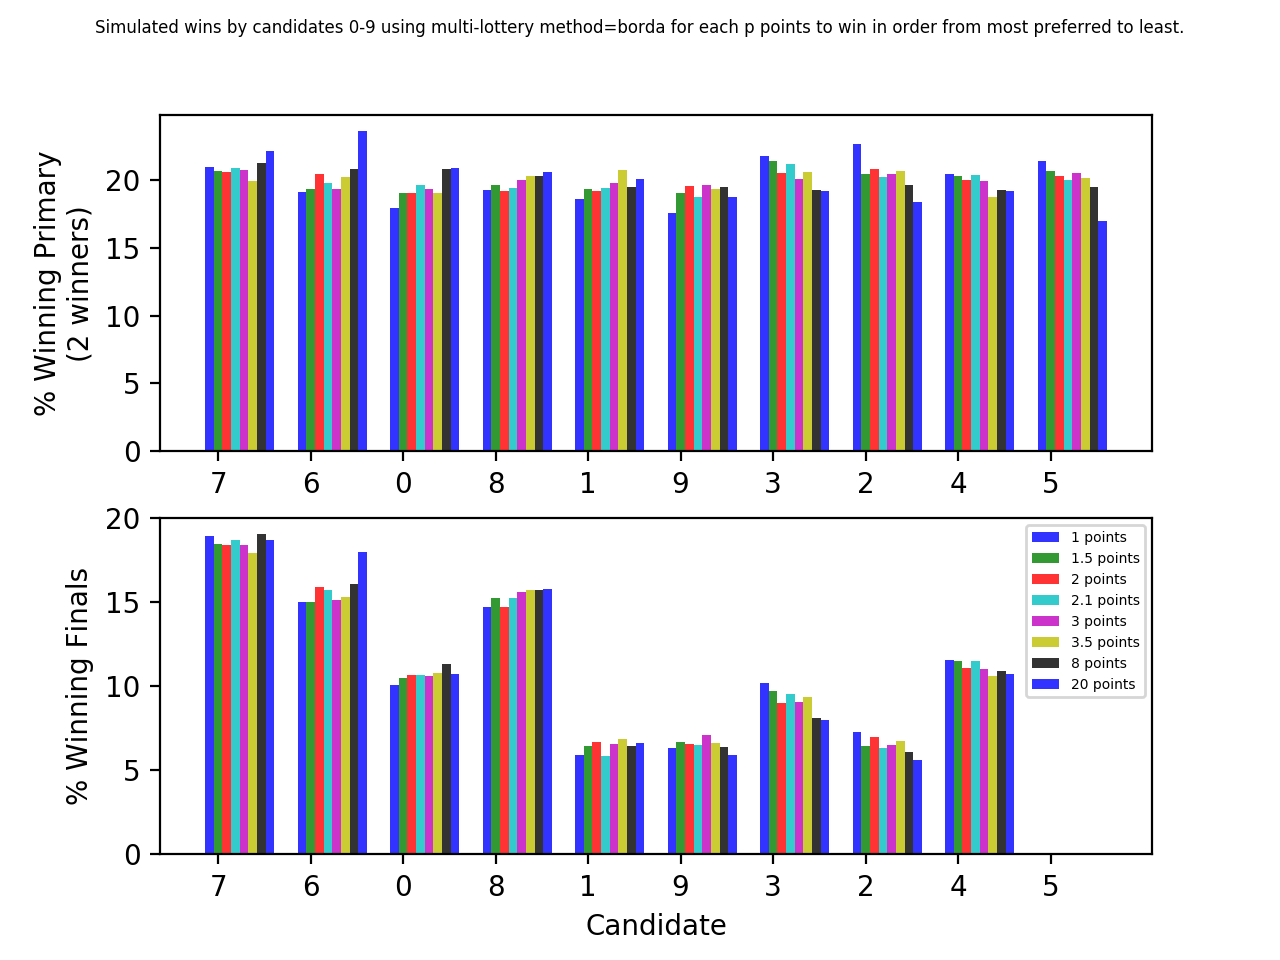 Simulated wins by candidates 0-9 using multi-lottery method=borda for each p points to win in order from most preferred to least.
% Winning Primary
(2 winners)
20
15
10
5
0
7 6 0 8 1 9 3 2 4 5
% Winning Finals
20
15
10
5
0
1 points
1.5 points
2 points
2.1 points
3 points
3.5 points
8 points
20 points
7 6 0 8 1 9 3 2 4 5
Candidate